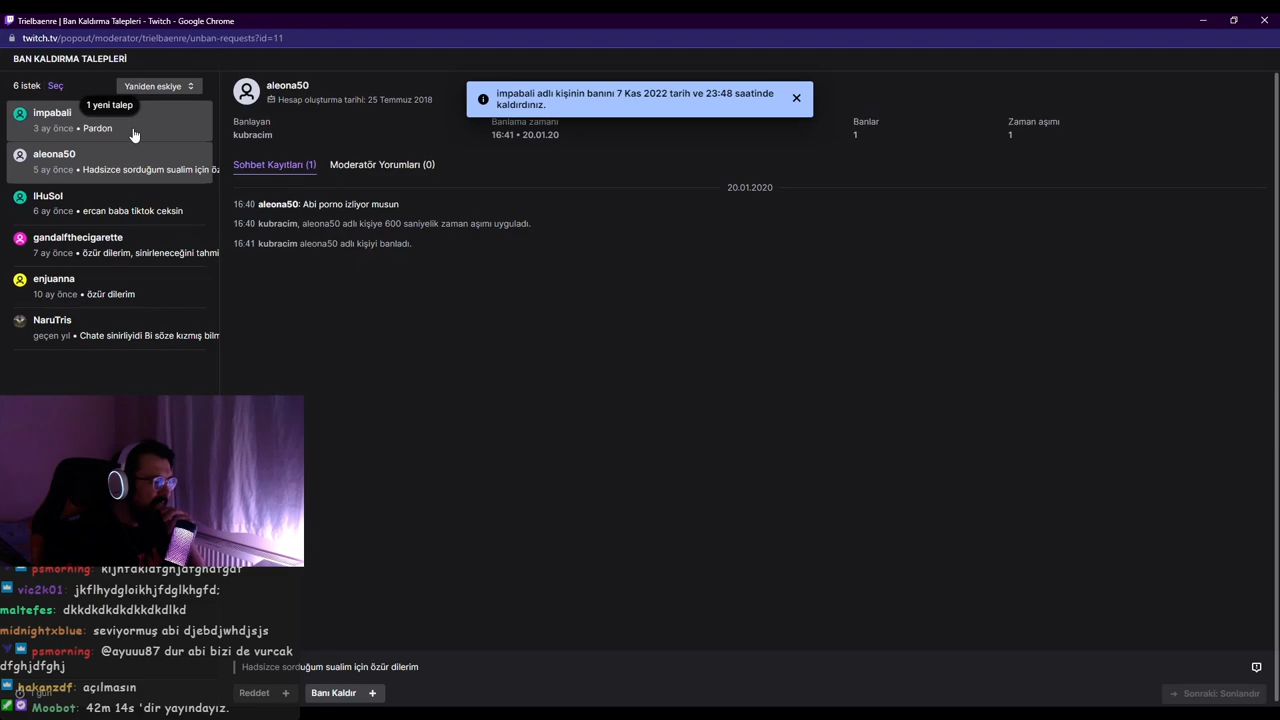 Trielbaenre | Ban Kaldırma Talepleri - Twitch - Google Chrome
twitch.tv/popout/moderator/trielbaenre/unban-requests?id=11
BAN KALDIRMA TALEPLERİ
6 istek Seç Yaniden eskiye
1 yeni talep
impabali
3 ay önce • Pardon
aleona50
5 ay önce • Hadsizce sorduğum sualim için öz
IHuSol
6 ay önce • ercan baba tiktok ceksin
gandalfthecigarette
7 ay önce • özür dilerim, sinirleneceğini tahmi
enjuanna
10 ay önce • özür dilerim
NaruTris
geçen yıl • Chate sinirliyidi Bi söze kızmış bilm
aleona50
Hesap oluşturma tarihi: 25 Temmuz 2018
impabali adlı kişinin banını 7 Kas 2022 tarih ve 23:48 saatinde
kaldırdınız.
Banlayan Banlama zamanı Banlar Zaman aşımı
kubracim 16:41 • 20.01.20 1 1
Sohbet Kayıtları (1) Moderatör Yorumları (0)
20.01.2020
16:40 aleona50: Abi porno izliyor musun
16:40 kubracim, aleona50 adlı kişiye 600 saniyelik zaman aşımı uyguladı.
16:41 kubracim aleona50 adlı kişiyi banladı.
psmorning:
vic2k01: jkflhydgloikhjfdglkhgfd;
maltefes: dkkdkdkdkkdkdlkd
midnightxblue: seviyormuş abi djebdjwhdjsjs
psmorning: @ayuuu87 dur abi bizi de vurcak
dfghjdfghj
hakanzdf: açılmasın
Moobot: 42m 14s 'dir yayındayız.
Hadsizce sorduğum sualim için özür dilerim
1 gün
Reddet + Banı Kaldır + Sonraki: Sonlandır